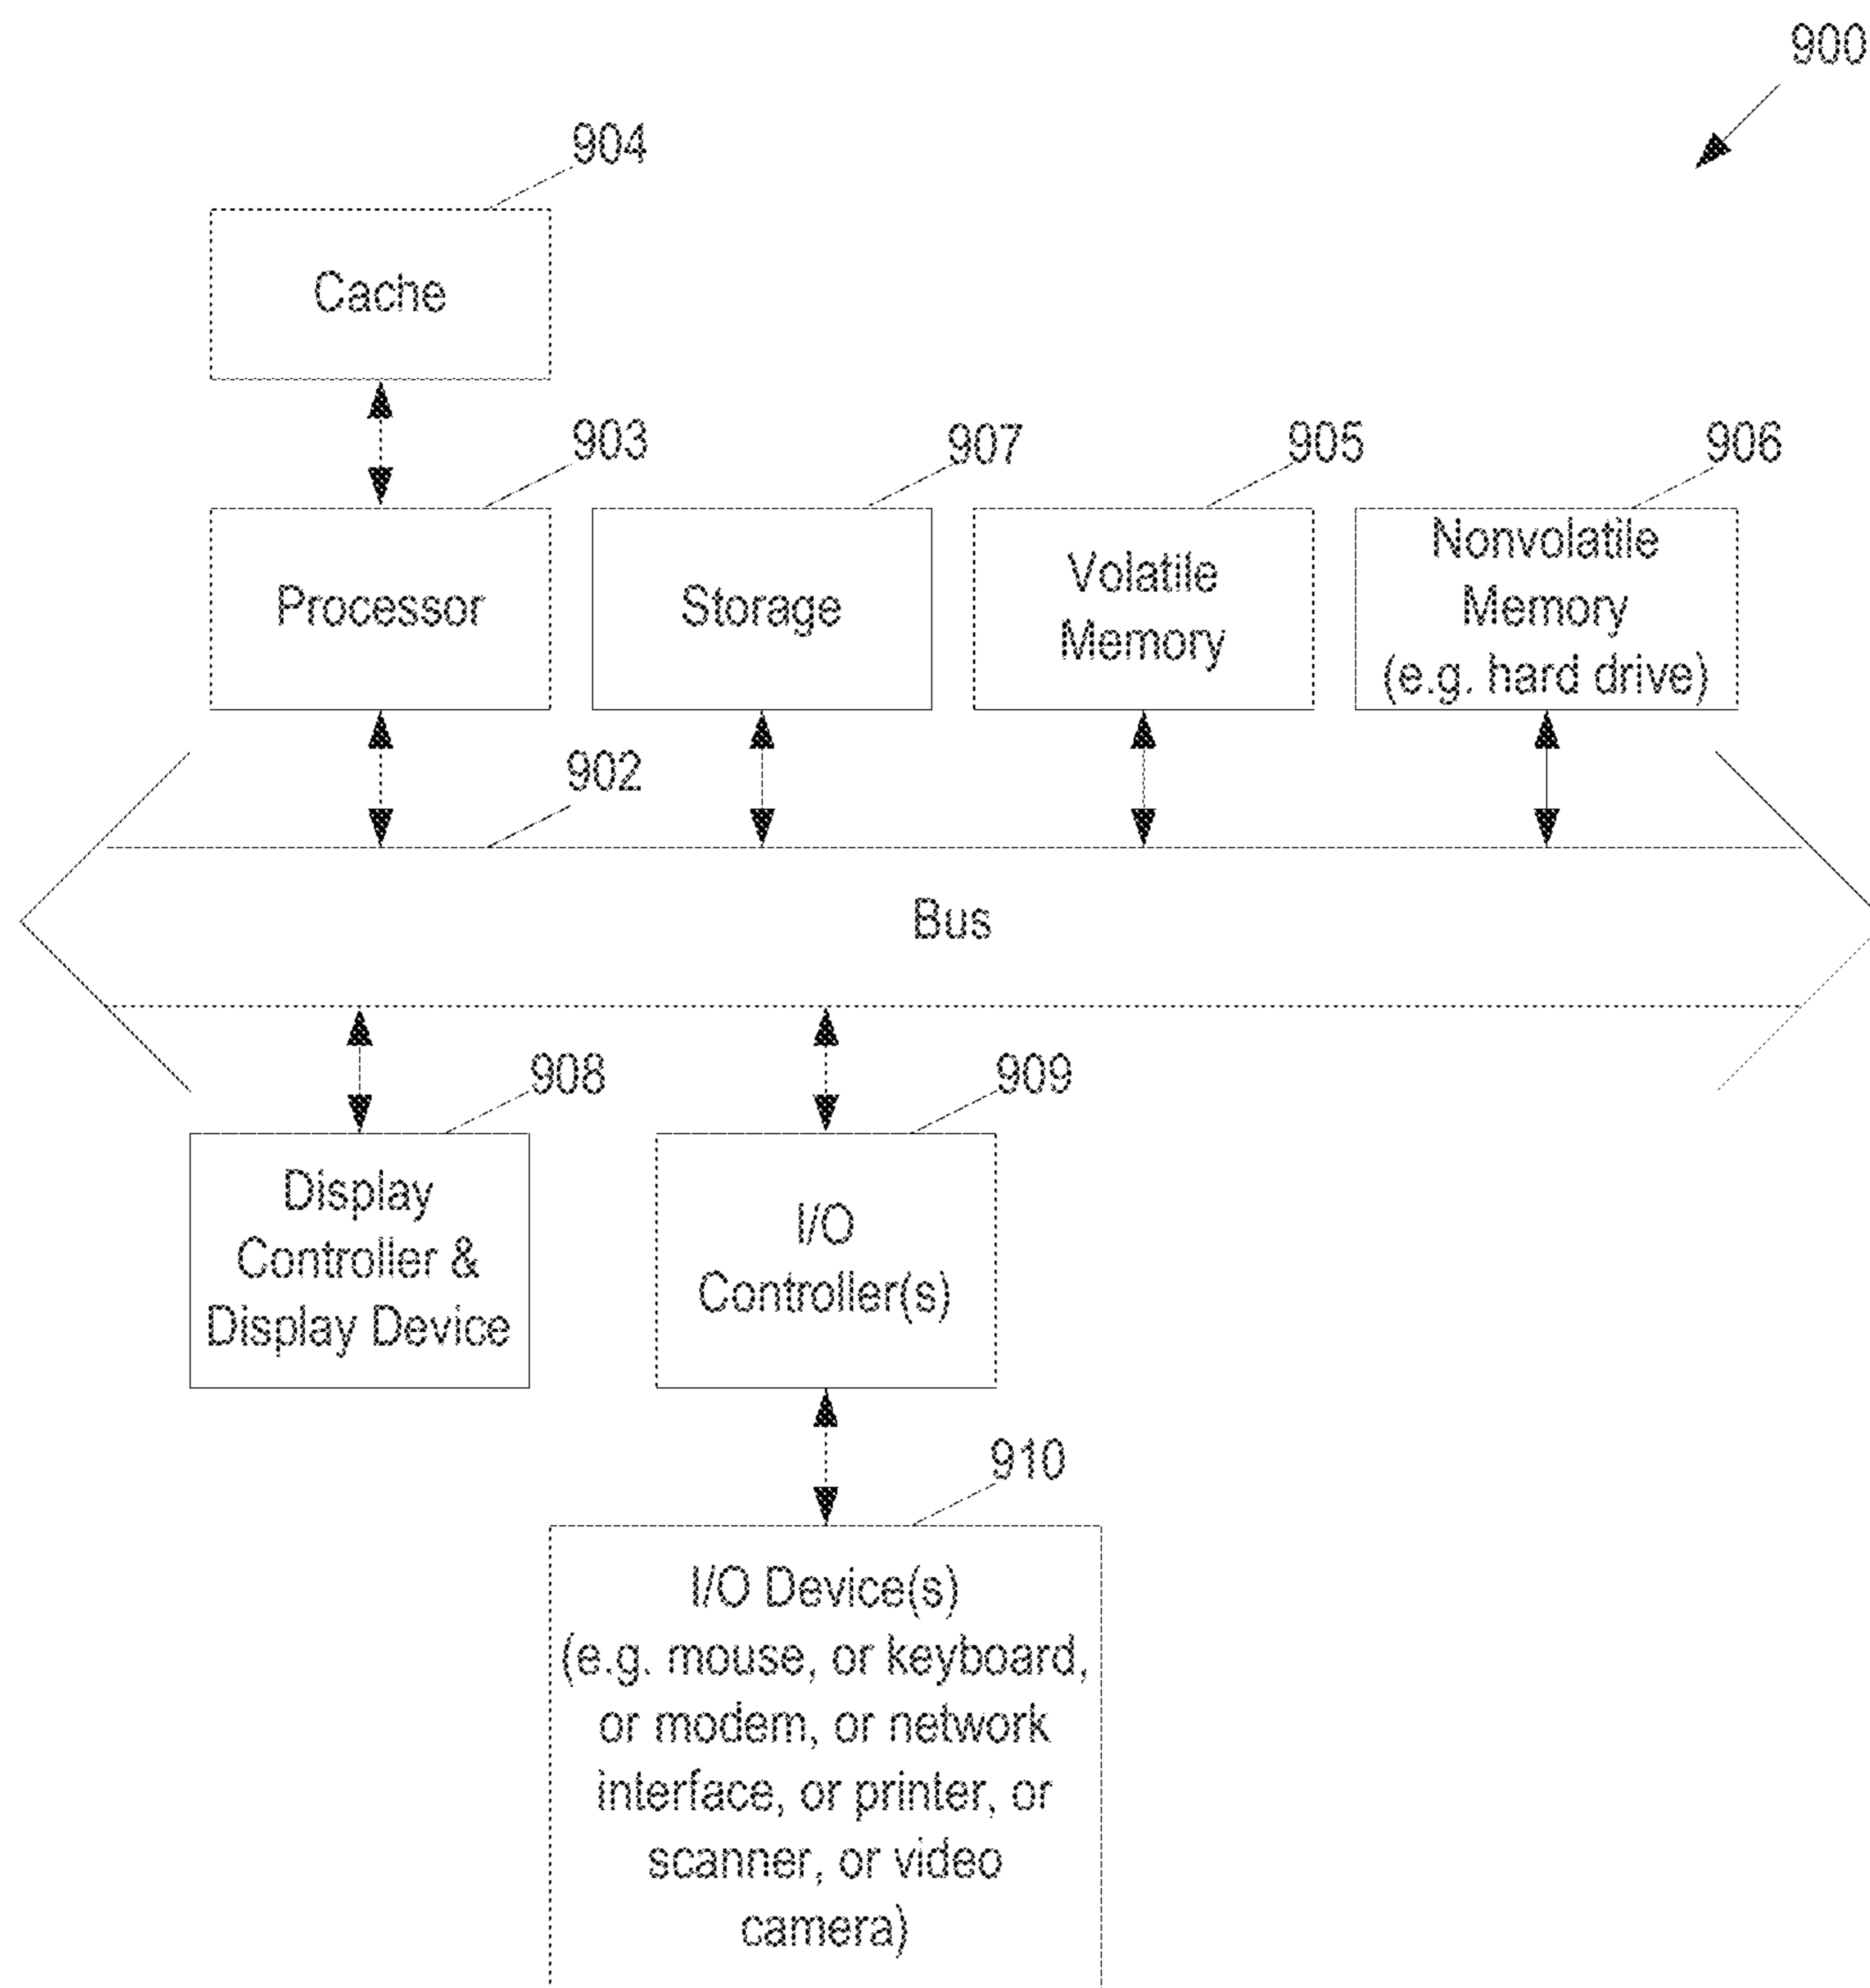 900
904
Cache
903
907
905
906
Processor
Storage
Volatile
Memory
Nonvolatile
Memory
(e.g. hard drive)
902
Bus
908
909
Display
Controller &
Display Device
I/O
Controller(s)
910
I/O Device(s)
(e.g. mouse, or keyboard,
or modem, or network
interface, or printer, or
scanner, or video
camera)